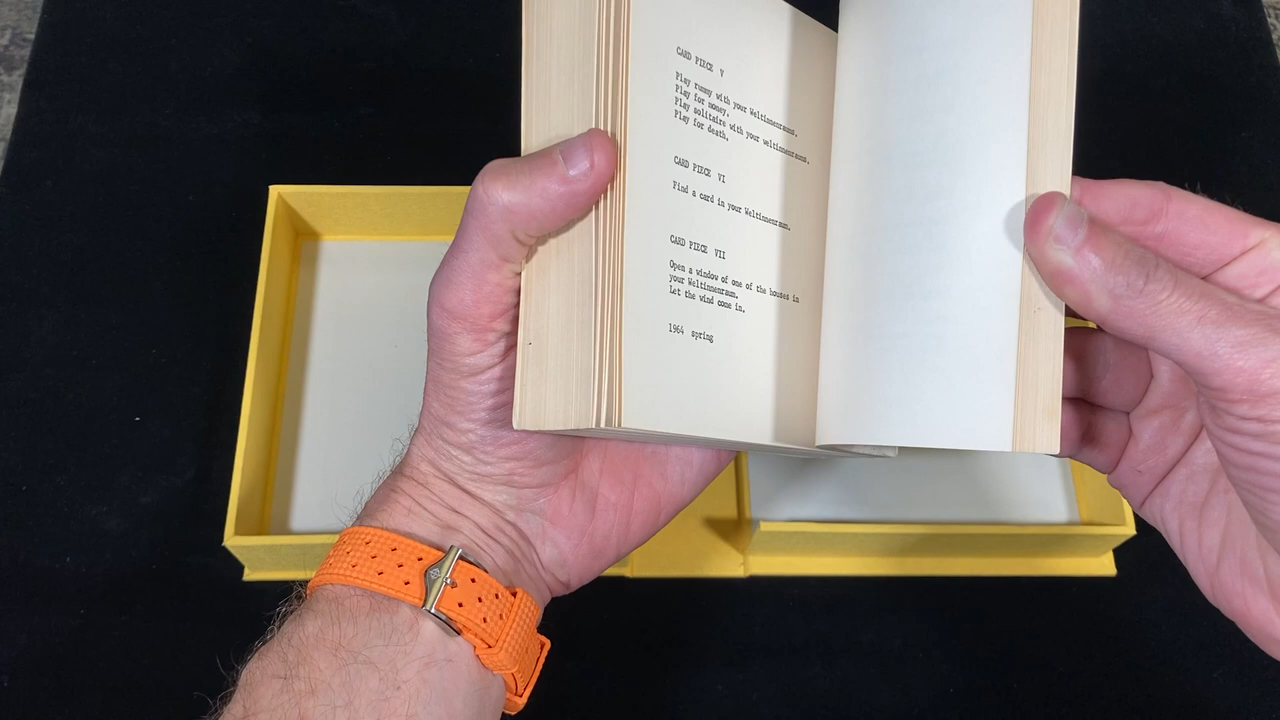 CARD PIECE V
Play rummy with your Weltinnenraums.
Play for money.
Play solitaire with your weltinnenraums.
Play for death.
CARD PIECE VI
Find a card in your Weltinnenraum.
CARD PIECE VII
Open a window of one of the houses in
your Weltinnenraum.
Let the wind come in.
1964 spring